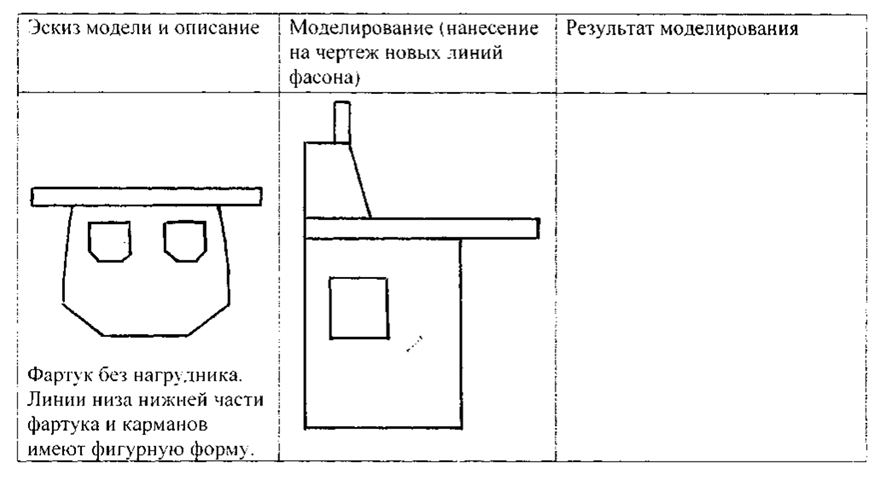 Эскиз модели и описание
Моделирование (нанесение
на чертеж новых линий
фасона)
Результат моделирования
Фартук без нагрудника.
Линии низа нижней части
фартука и карманов
имеют фигурную форму.